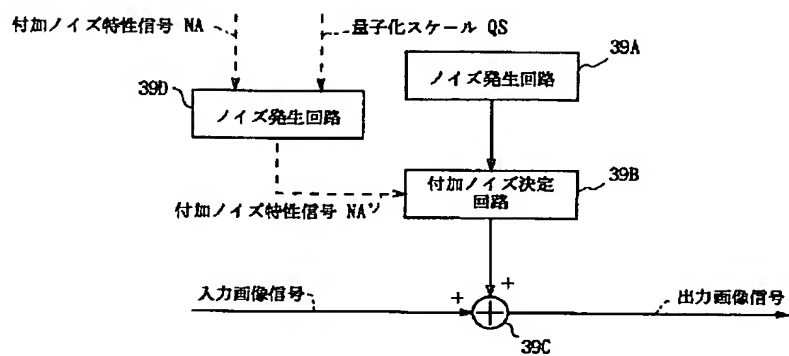 付加ノイズ特性信号 NA
量子化スケール QS
39A
ノイズ発生回路
39D
ノイズ発生回路
39B
付加ノイズ決定
回路
付加ノイズ特性信号 NA'
+
入力画像信号
+
出力画像信号
39C